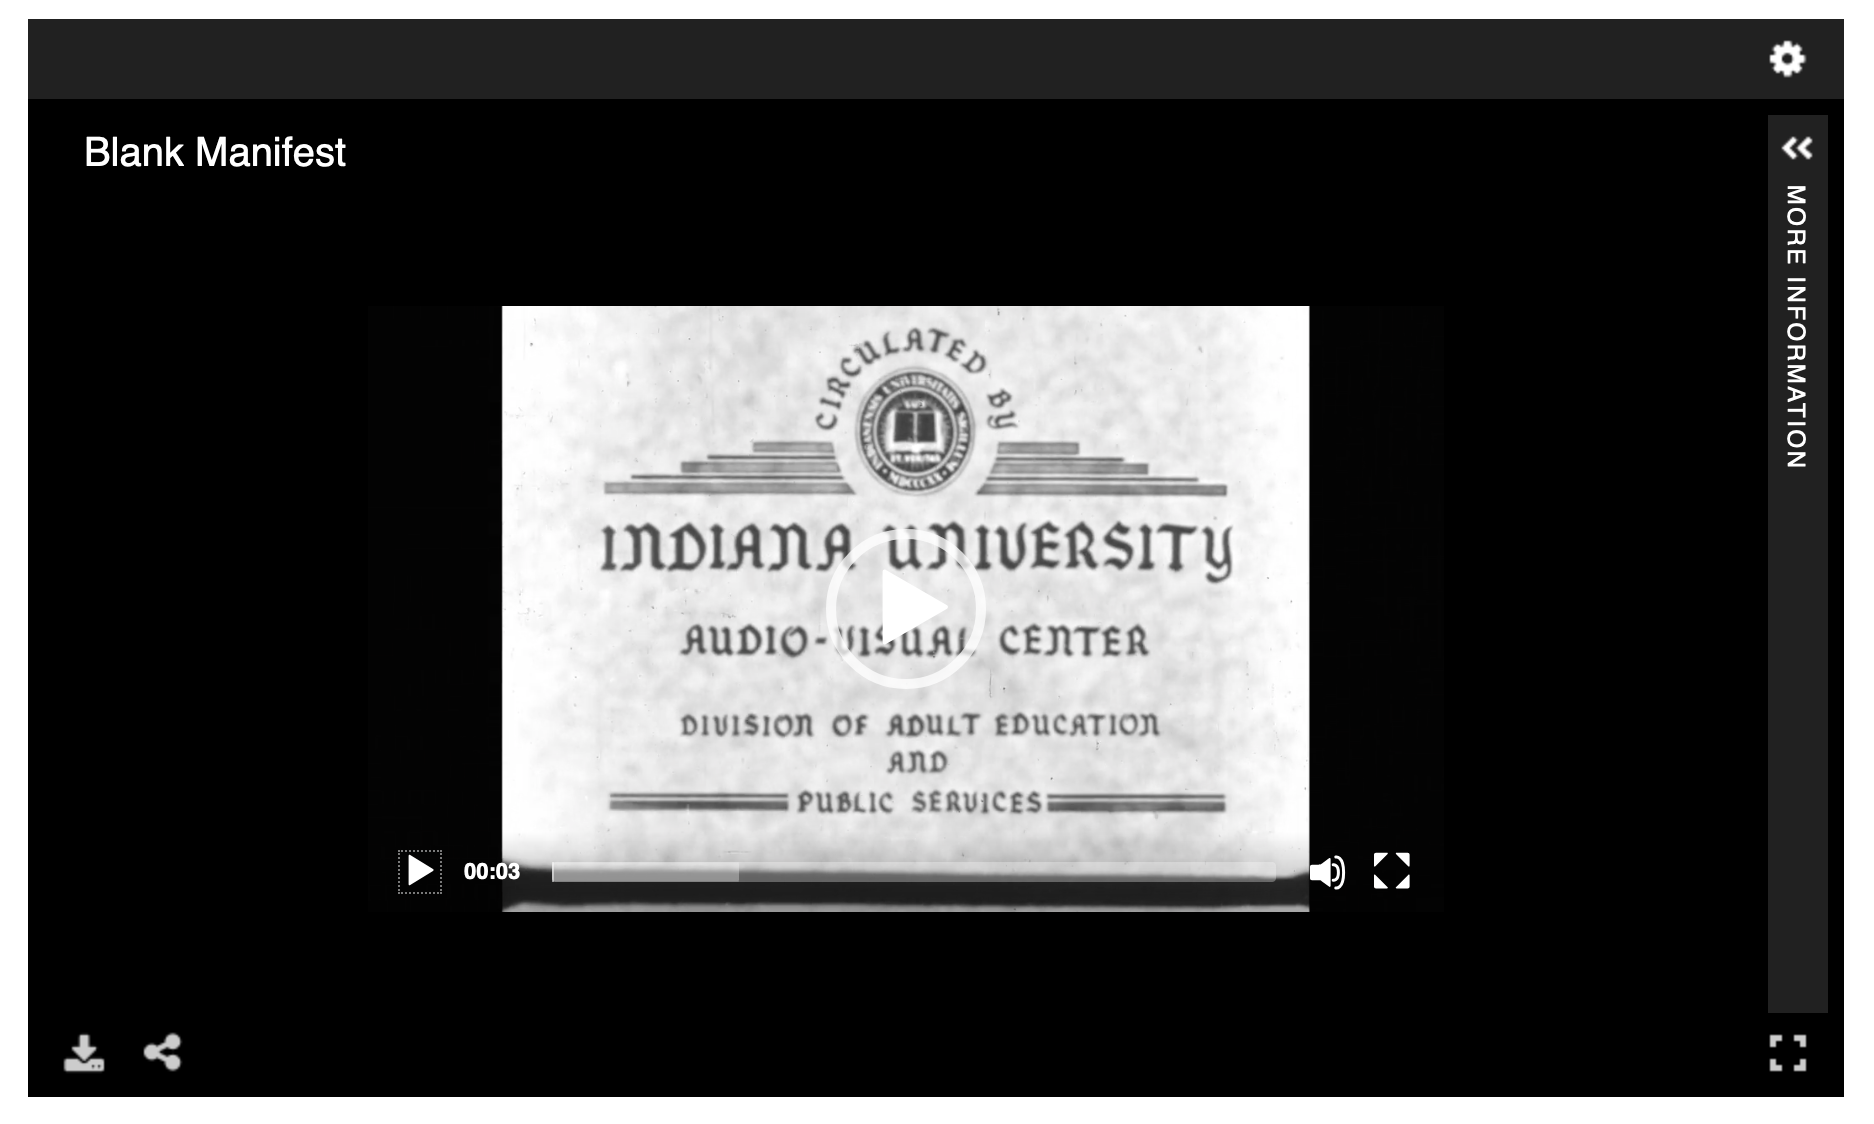 Blank Manifest
MORE INFORMATION
CIRCULATED BY
INDIANA UNIVERSITY
AUDIO-VISUAL CENTER
DIVISION OF ADULT EDUCATION
AND
PUBLIC SERVICES
00:03